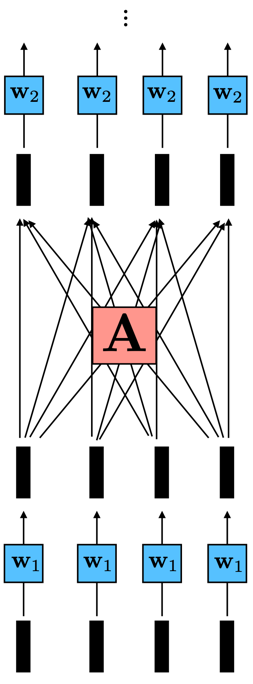 ⋮
w₂ w₂ w₂ w₂
A
w₁ w₁ w₁ w₁